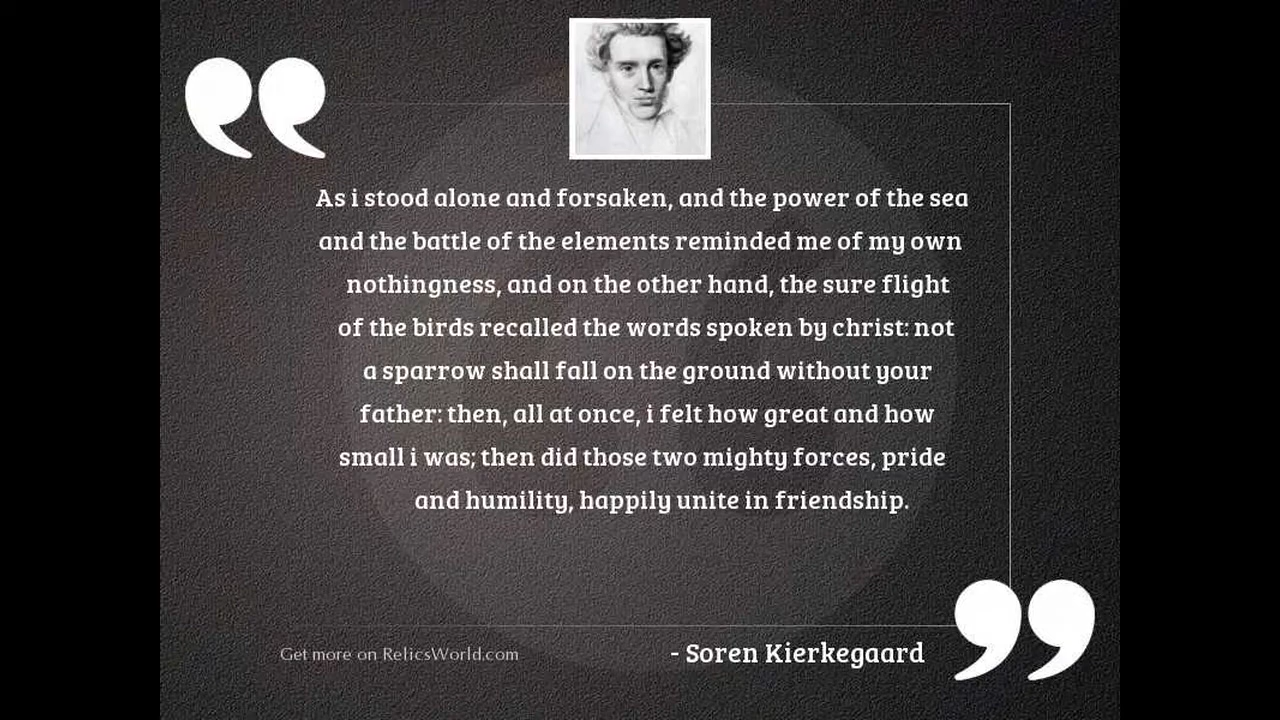 As i stood alone and forsaken, and the power of the sea
and the battle of the elements reminded me of my own
nothingness, and on the other hand, the sure flight
of the birds recalled the words spoken by christ: not
a sparrow shall fall on the ground without your
father: then, all at once, i felt how great and how
small i was; then did those two mighty forces, pride
and humility, happily unite in friendship.
Get more on RelicsWorld.com
- Soren Kierkegaard